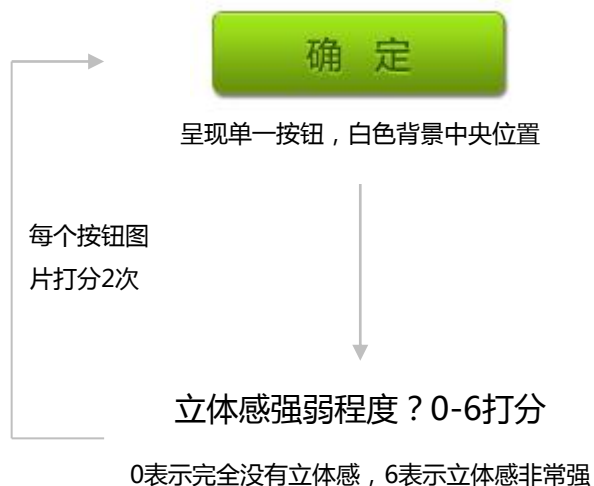 确 定
呈现单一按钮，白色背景中央位置
每个按钮图
片打分2次
立体感强弱程度？0-6打分
0表示完全没有立体感，6表示立体感非常强